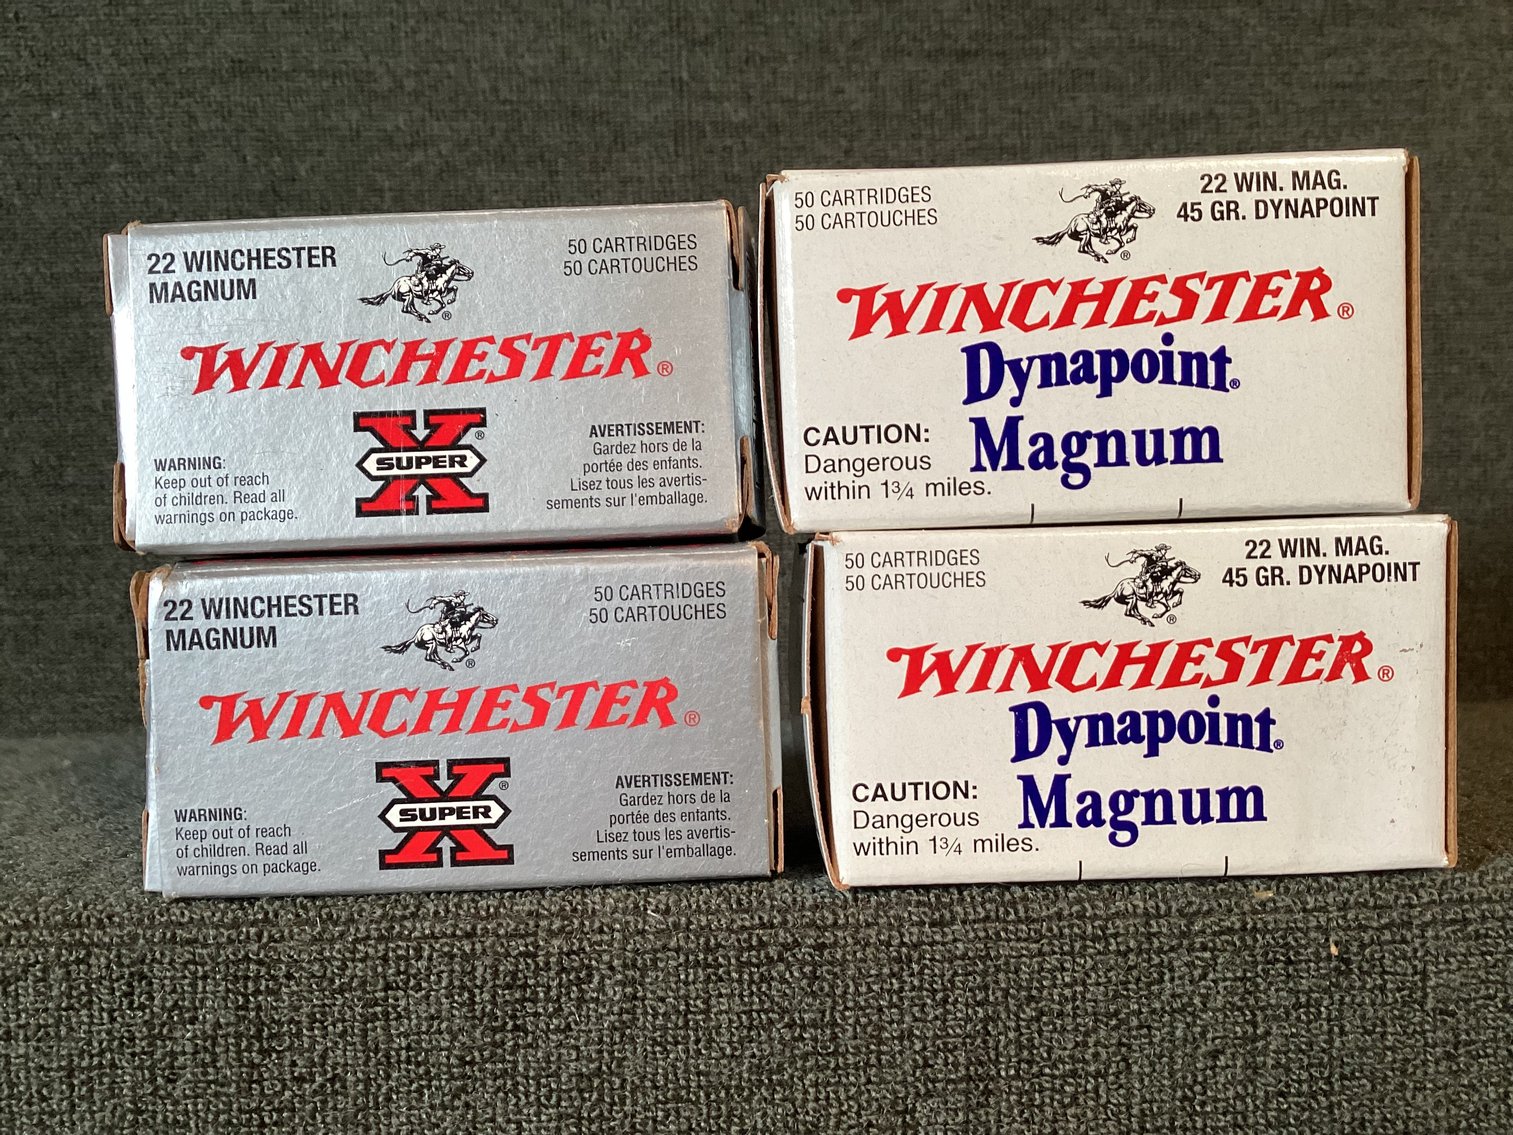 22 WINCHESTER
MAGNUM
50 CARTRIDGES
50 CARTOUCHES
WINCHESTER®
X®
SUPER
WARNING:
Keep out of reach
of children. Read all
warnings on package.
AVERTISSEMENT:
Gardez hors de la
portée des enfants.
Lisez tous les avertis-
sements sur l'emballage.
50 CARTRIDGES
50 CARTOUCHES
®
22 WIN. MAG.
45 GR. DYNAPOINT
WINCHESTER®
Dynapoint®
Magnum
CAUTION:
Dangerous
within 1¾ miles.
22 WINCHESTER
MAGNUM
®
50 CARTRIDGES
50 CARTOUCHES
WINCHESTER®
X®
SUPER
WARNING:
Keep out of reach
of children. Read all
warnings on package.
AVERTISSEMENT:
Gardez hors de la
portée des enfants.
Lisez tous les avertis-
sements sur l'emballage.
50 CARTRIDGES
50 CARTOUCHES
®
22 WIN. MAG.
45 GR. DYNAPOINT
WINCHESTER®
Dynapoint®
Magnum
CAUTION:
Dangerous
within 1¾ miles.